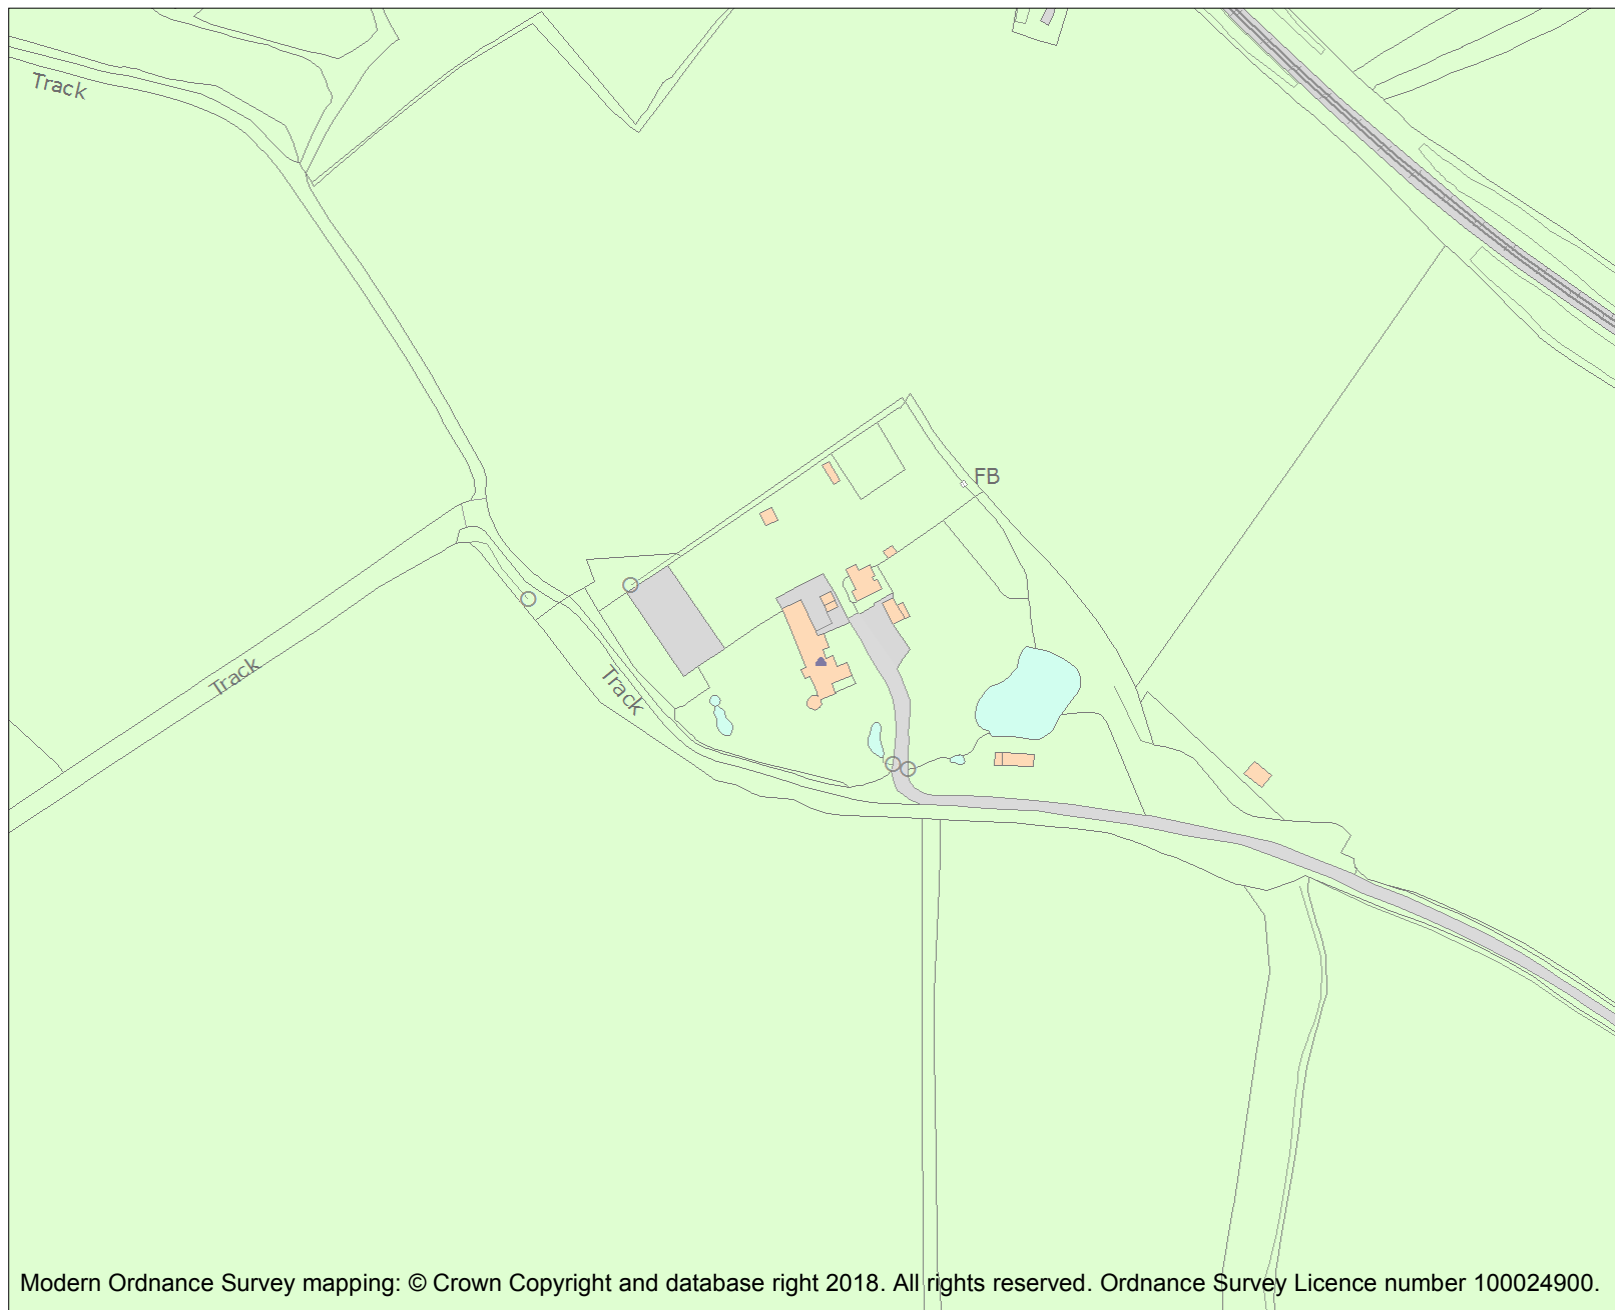 Track
FB
Track
Track
Modern Ordnance Survey mapping: © Crown Copyright and database right 2018. All rights reserved. Ordnance Survey Licence number 100024900.